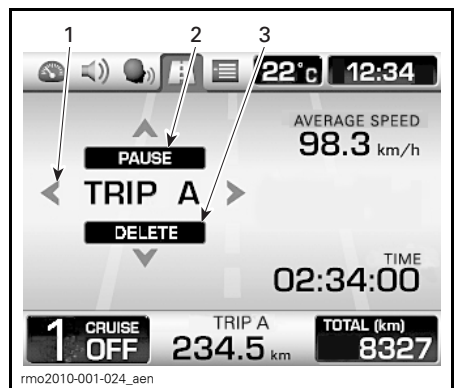 1 2 3
22°c 12:34
AVERAGE SPEED
98.3 km/h
PAUSE
TRIP A
DELETE
TIME
02:34:00
1 CRUISE OFF
TRIP A
234.5 km
TOTAL (km)
8327
rmo2010-001-024_aen